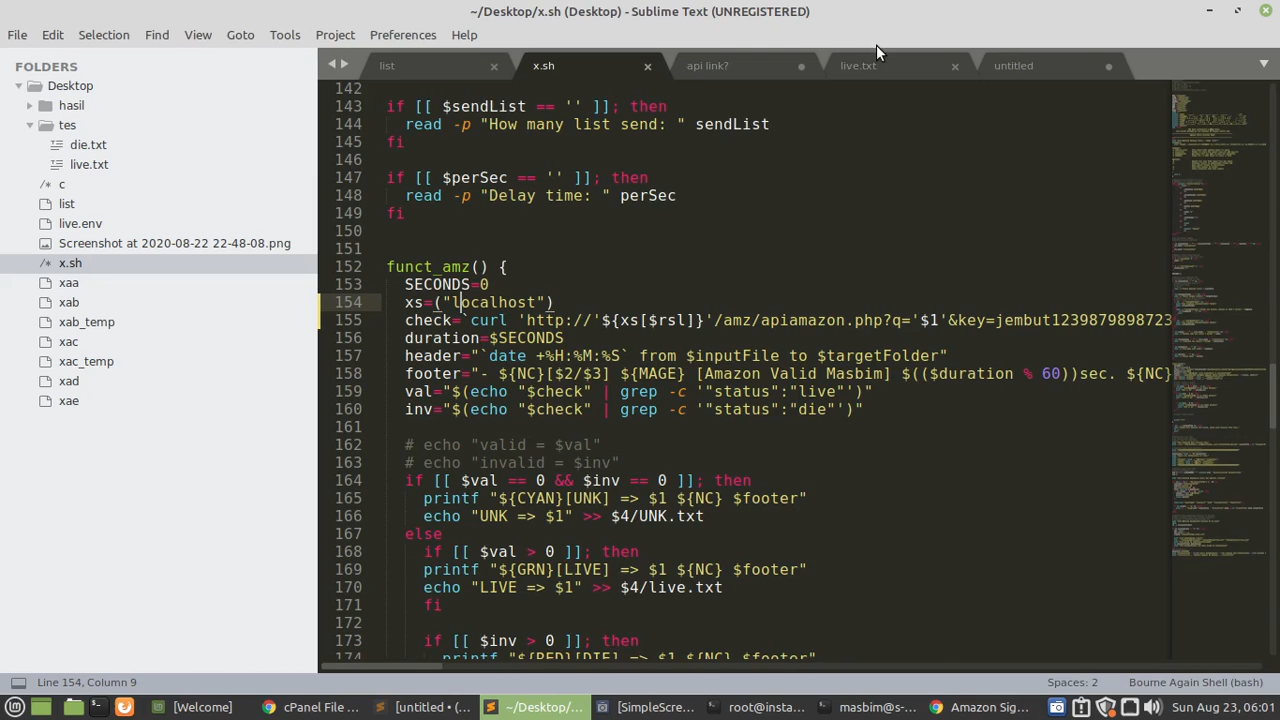 ~/Desktop/x.sh (Desktop) - Sublime Text (UNREGISTERED)
File Edit Selection Find View Goto Tools Project Preferences Help
FOLDERS
Desktop
hasil
tes
die.txt
live.txt
c
list
live.env
Screenshot at 2020-08-22 22-48-08.png
x.sh
xaa
xab
xab_temp
xac
xac_temp
xad
xae
list x.sh api link? live.txt untitled
142
143 if [[ $sendList == '' ]]; then
144 read -p "How many list send: " sendList
145 fi
146
147 if [[ $perSec == '' ]]; then
148 read -p "Delay time: " perSec
149 fi
150
151
152 funct_amz() {
153 SECONDS=0
154 xs=("localhost")
155 check=`curl 'http://'${xs[$rsl]}'/amz/apiamazon.php?q='$1'&key=jembut1239879898723
156 duration=$SECONDS
157 header="`date +%H:%M:%S` from $inputFile to $targetFolder"
158 footer="- ${NC}[$2/$3] ${MAGE} [Amazon Valid Masbim] $(($duration % 60))sec. ${NC}
159 val="$(echo "$check" | grep -c '"status":"live"')"
160 inv="$(echo "$check" | grep -c '"status":"die"')"
161
162 # echo "valid = $val"
163 # echo "invalid = $inv"
164 if [[ $val == 0 && $inv == 0 ]]; then
165 printf "${CYAN}[UNK] => $1 ${NC} $footer"
166 echo "UNK => $1" >> $4/UNK.txt
167 else
168 if [[ $val > 0 ]]; then
169 printf "${GRN}[LIVE] => $1 ${NC} $footer"
170 echo "LIVE => $1" >> $4/live.txt
171 fi
172
173 if [[ $inv > 0 ]]; then
174 printf "${RED}[DIE] => $1 ${NC} $footer"
Line 154, Column 9 Spaces: 2 Bourne Again Shell (bash)
[Welcome] cPanel File ... [untitled • (... ~/Desktop/... [SimpleScre... root@insta... masbim@s-... Amazon Sig... Sun Aug 23, 06:01